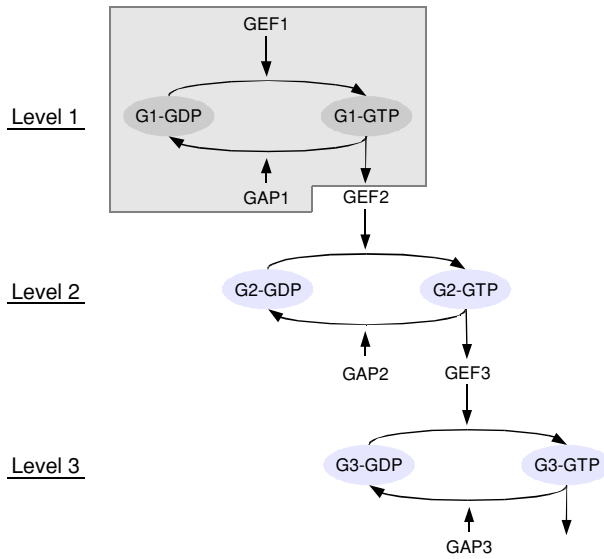 GEF1
Level 1
G1-GDP
G1-GTP
GAP1
GEF2
Level 2
G2-GDP
G2-GTP
GAP2
GEF3
Level 3
G3-GDP
G3-GTP
GAP3